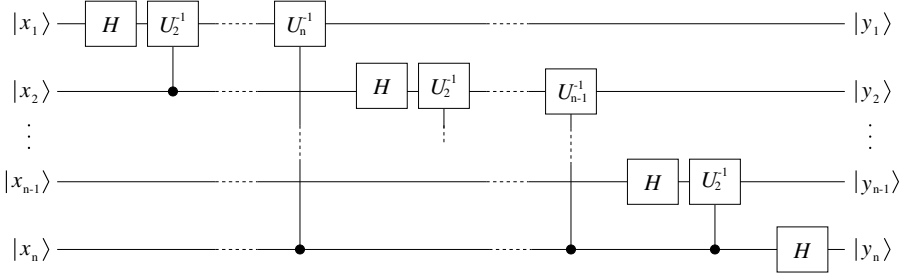 |x₁⟩ H U₂⁻¹ Uₙ⁻¹ |y₁⟩
|x₂⟩ H U₂⁻¹ Uₙ₋₁⁻¹ |y₂⟩
⋮ ⋮
|xₙ₋₁⟩ H U₂⁻¹ |yₙ₋₁⟩
|xₙ⟩ H |yₙ⟩